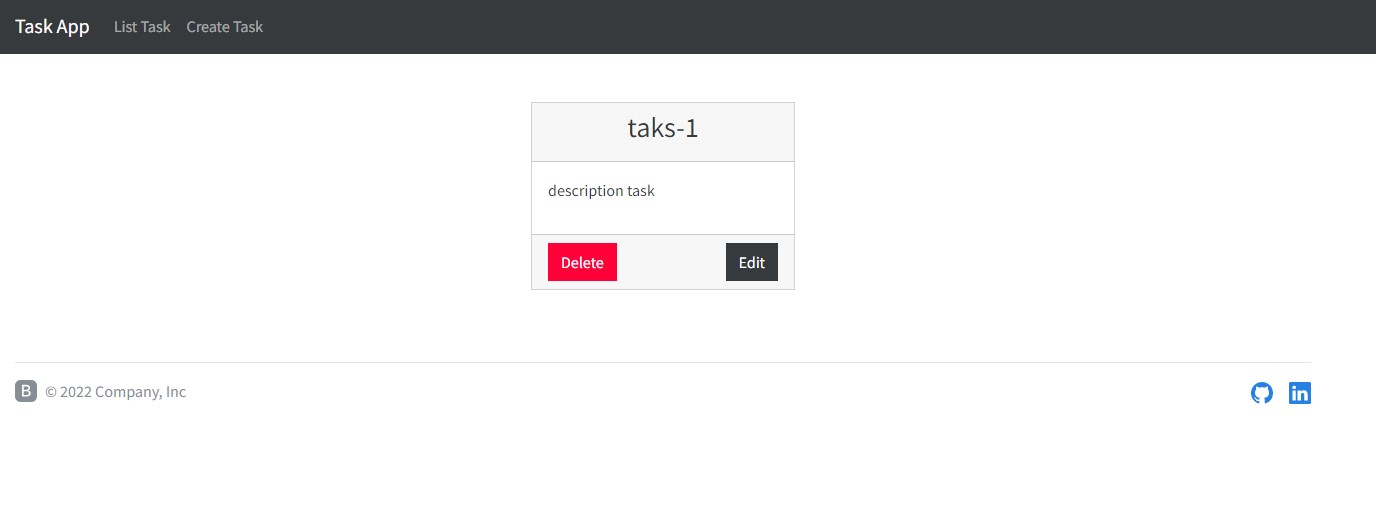 Task App List Task Create Task
taks-1
description task
Delete Edit
B © 2022 Company, Inc
in